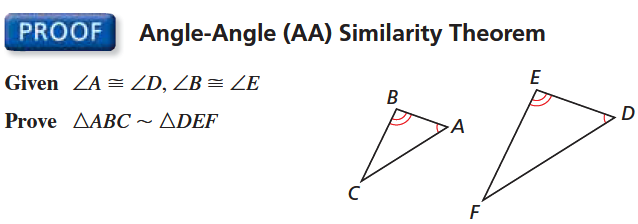 PROOF Angle-Angle (AA) Similarity Theorem
Given ∠A ≅ ∠D, ∠B ≅ ∠E
Prove △ABC ~ △DEF
B
A
C
E
D
F